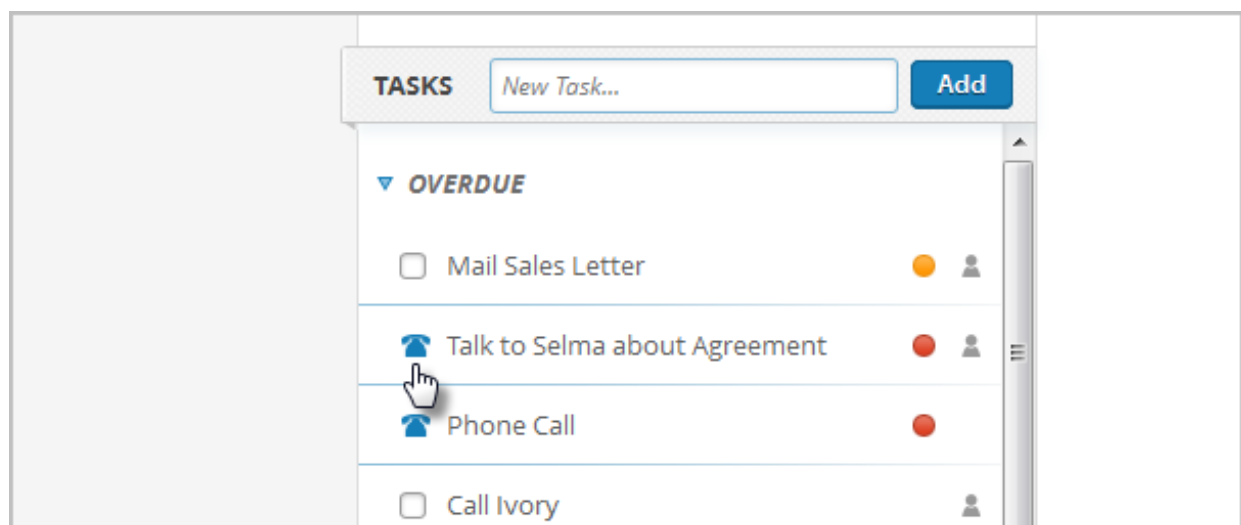 TASKS New Task... Add
OVERDUE
Mail Sales Letter
Talk to Selma about Agreement
Phone Call
Call Ivory